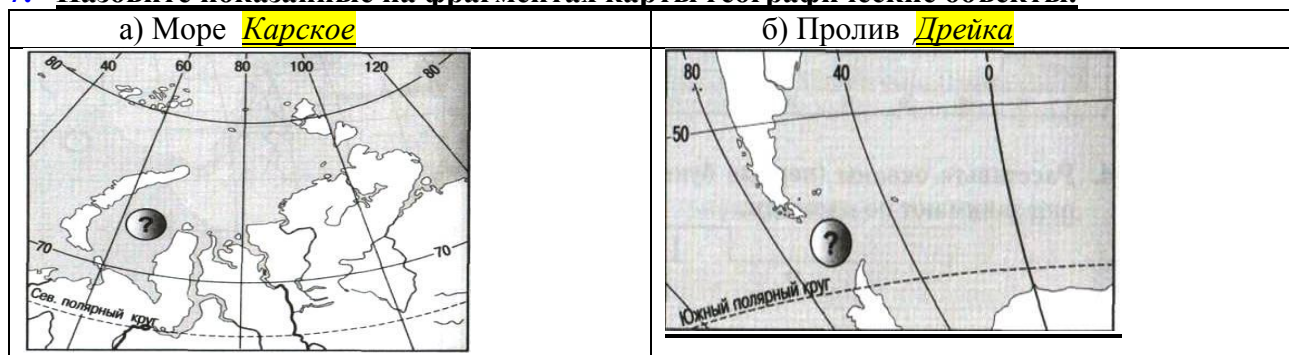 7. Назовите показанные на фрагментах карты географические объекты:
а) Море Карское
б) Пролив Дрейка
80 40 60 80 100 120 80
?
70 70
Сев. полярный круг
80 40 0
50
?
Южный полярный круг